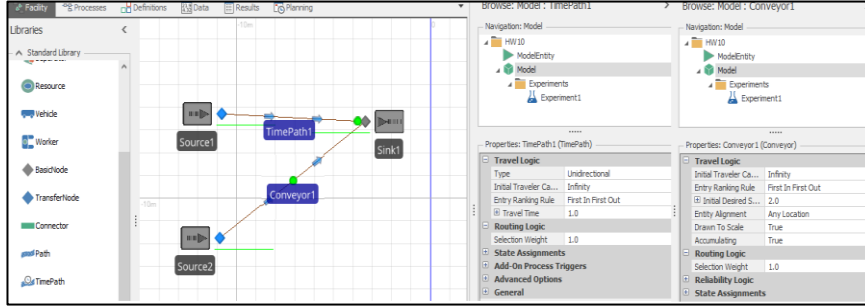 Facility Processes Definitions Data Results Planning
Libraries
Standard Library
Resource
Vehicle
Worker
BasicNode
TransferNode
Connector
Path
TimePath
-10m 0
-10m
Source1
TimePath1
Sink1
Conveyor1
Source2
Browse: Model : TimePath1
Navigation: Model
HW10
ModelEntity
Model
Experiments
Experiment1
Properties: TimePath1 (TimePath)
Travel Logic
Type Unidirectional
Initial Traveler Ca... Infinity
Entry Ranking Rule First In First Out
Travel Time 1.0
Routing Logic
Selection Weight 1.0
State Assignments
Add-On Process Triggers
Advanced Options
General
Browse: Model : Conveyor1
Navigation: Model
HW10
ModelEntity
Model
Experiments
Experiment1
Properties: Conveyor1 (Conveyor)
Travel Logic
Initial Traveler Ca... Infinity
Entry Ranking Rule First In First Out
Initial Desired S... 2.0
Entity Alignment Any Location
Drawn To Scale True
Accumulating True
Routing Logic
Selection Weight 1.0
Reliability Logic
State Assignments